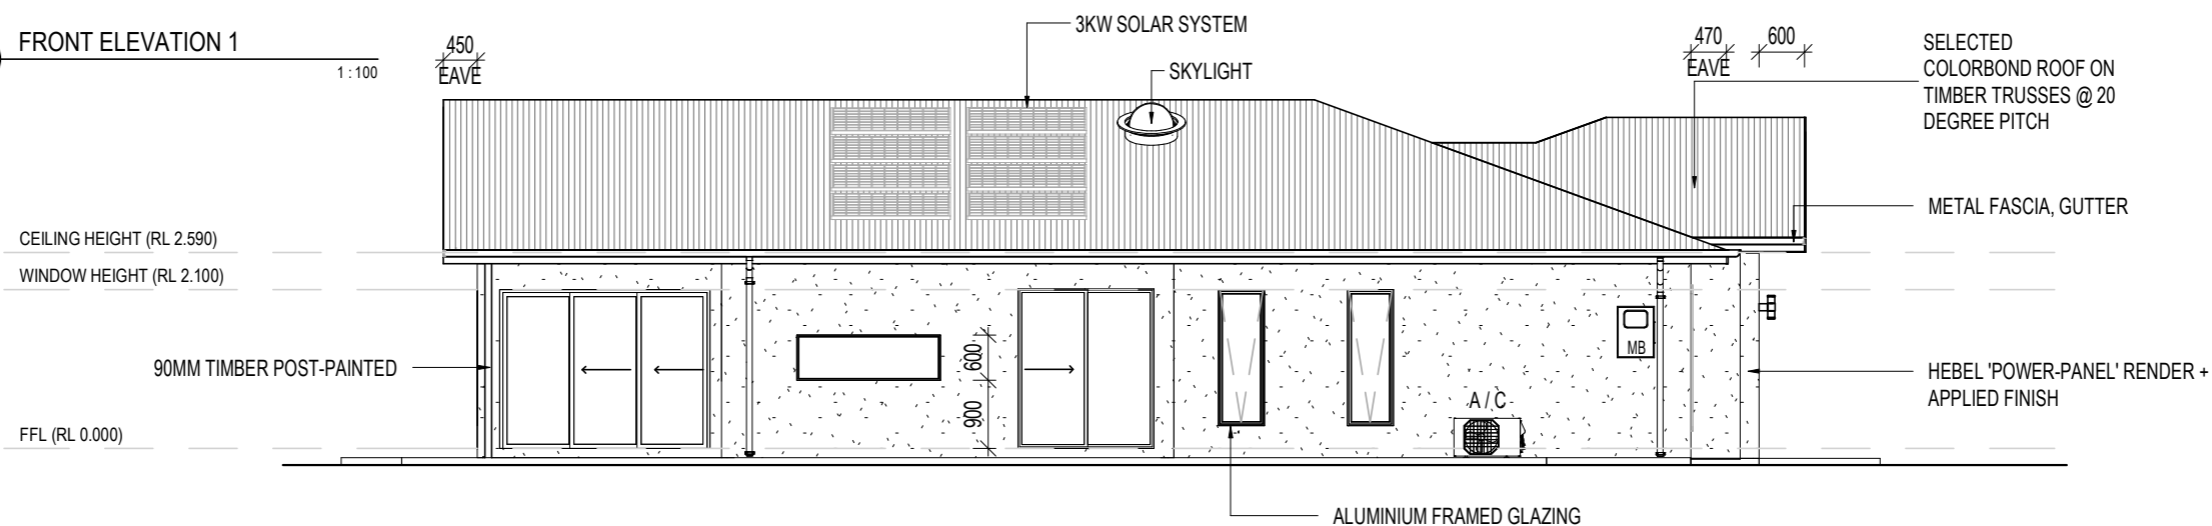 FRONT ELEVATION 1
1 : 100
450
EAVE
3KW SOLAR SYSTEM
SKYLIGHT
470
EAVE
600
SELECTED
COLORBOND ROOF ON
TIMBER TRUSSES @ 20
DEGREE PITCH
METAL FASCIA, GUTTER
CEILING HEIGHT (RL 2.590)
WINDOW HEIGHT (RL 2.100)
90MM TIMBER POST-PAINTED
600
900
MB
A / C
HEBEL 'POWER-PANEL' RENDER +
APPLIED FINISH
FFL (RL 0.000)
ALUMINIUM FRAMED GLAZING